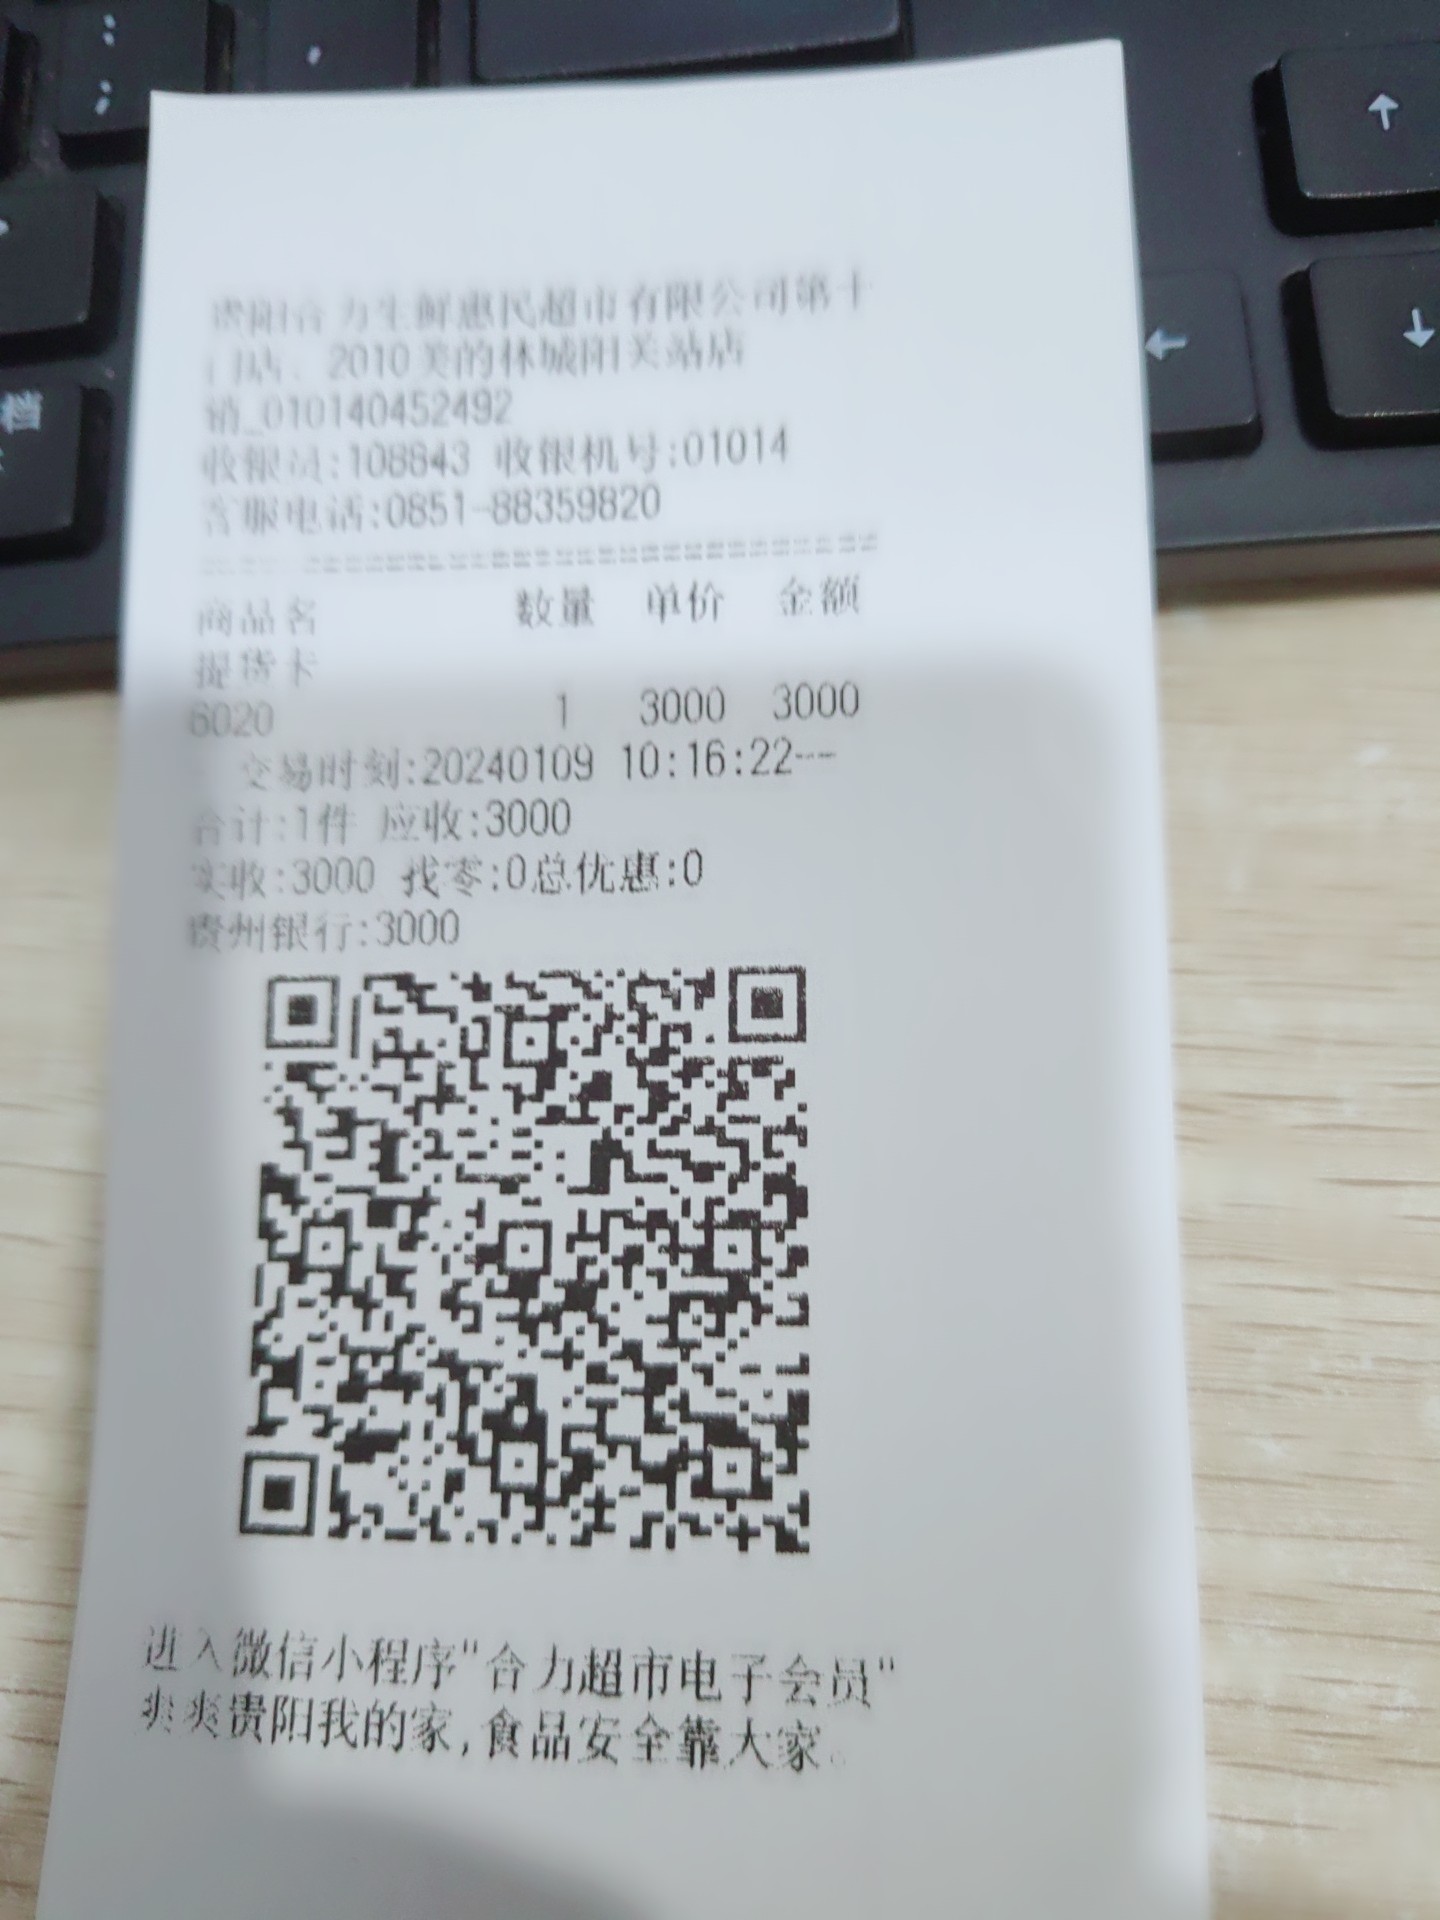 贵阳合力生鲜惠民超市有限公司第十
门店: 2010美的林城阳关站店
销_010140452492
收银员:108843 收银机号:01014
客服电话:0851-88359820
商品名 数量 单价 金额
提货卡
6020 1 3000 3000
交易时刻:20240109 10:16:22---
合计:1件 应收:3000
实收:3000 找零:0总优惠:0
贵州银行:3000
进入微信小程序"合力超市电子会员"
爽爽贵阳我的家,食品安全靠大家。